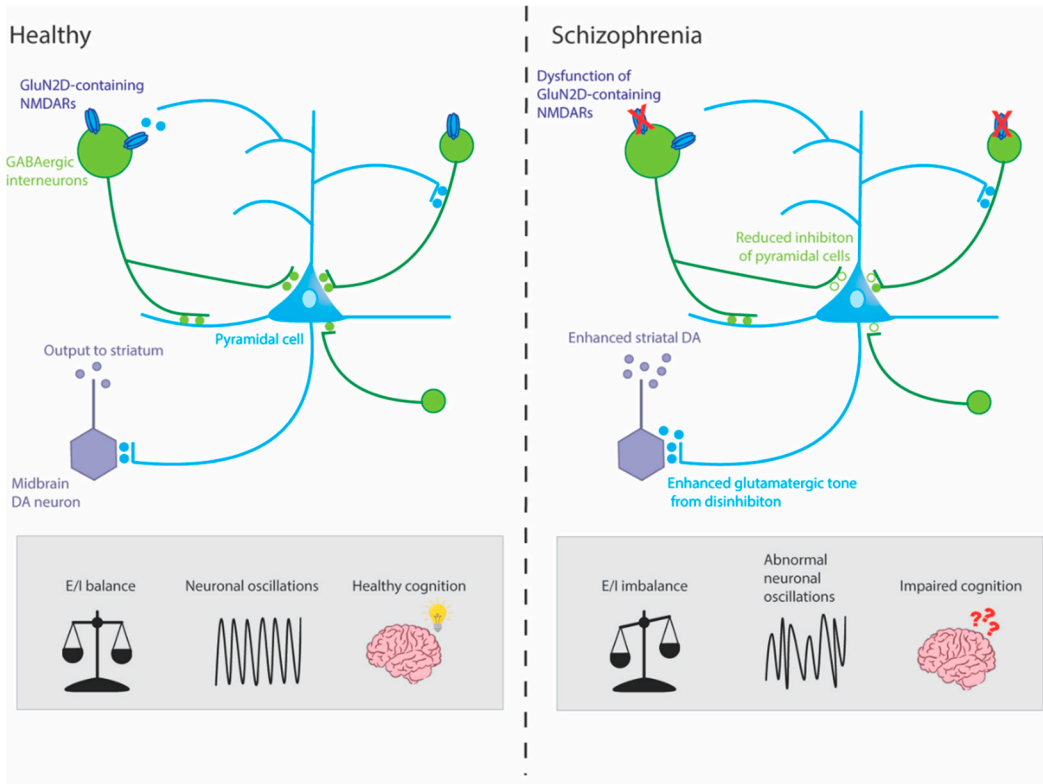 Healthy
GluN2D-containing
NMDARs
GABAergic
interneurons
Pyramidal cell
Output to striatum
Midbrain
DA neuron
E/I balance
Neuronal oscillations
Healthy cognition
Schizophrenia
Dysfunction of
GluN2D-containing
NMDARs
Reduced inhibiton
of pyramidal cells
Enhanced striatal DA
Enhanced glutamatergic tone
from disinhibiton
E/I imbalance
Abnormal
neuronal
oscillations
Impaired cognition
???